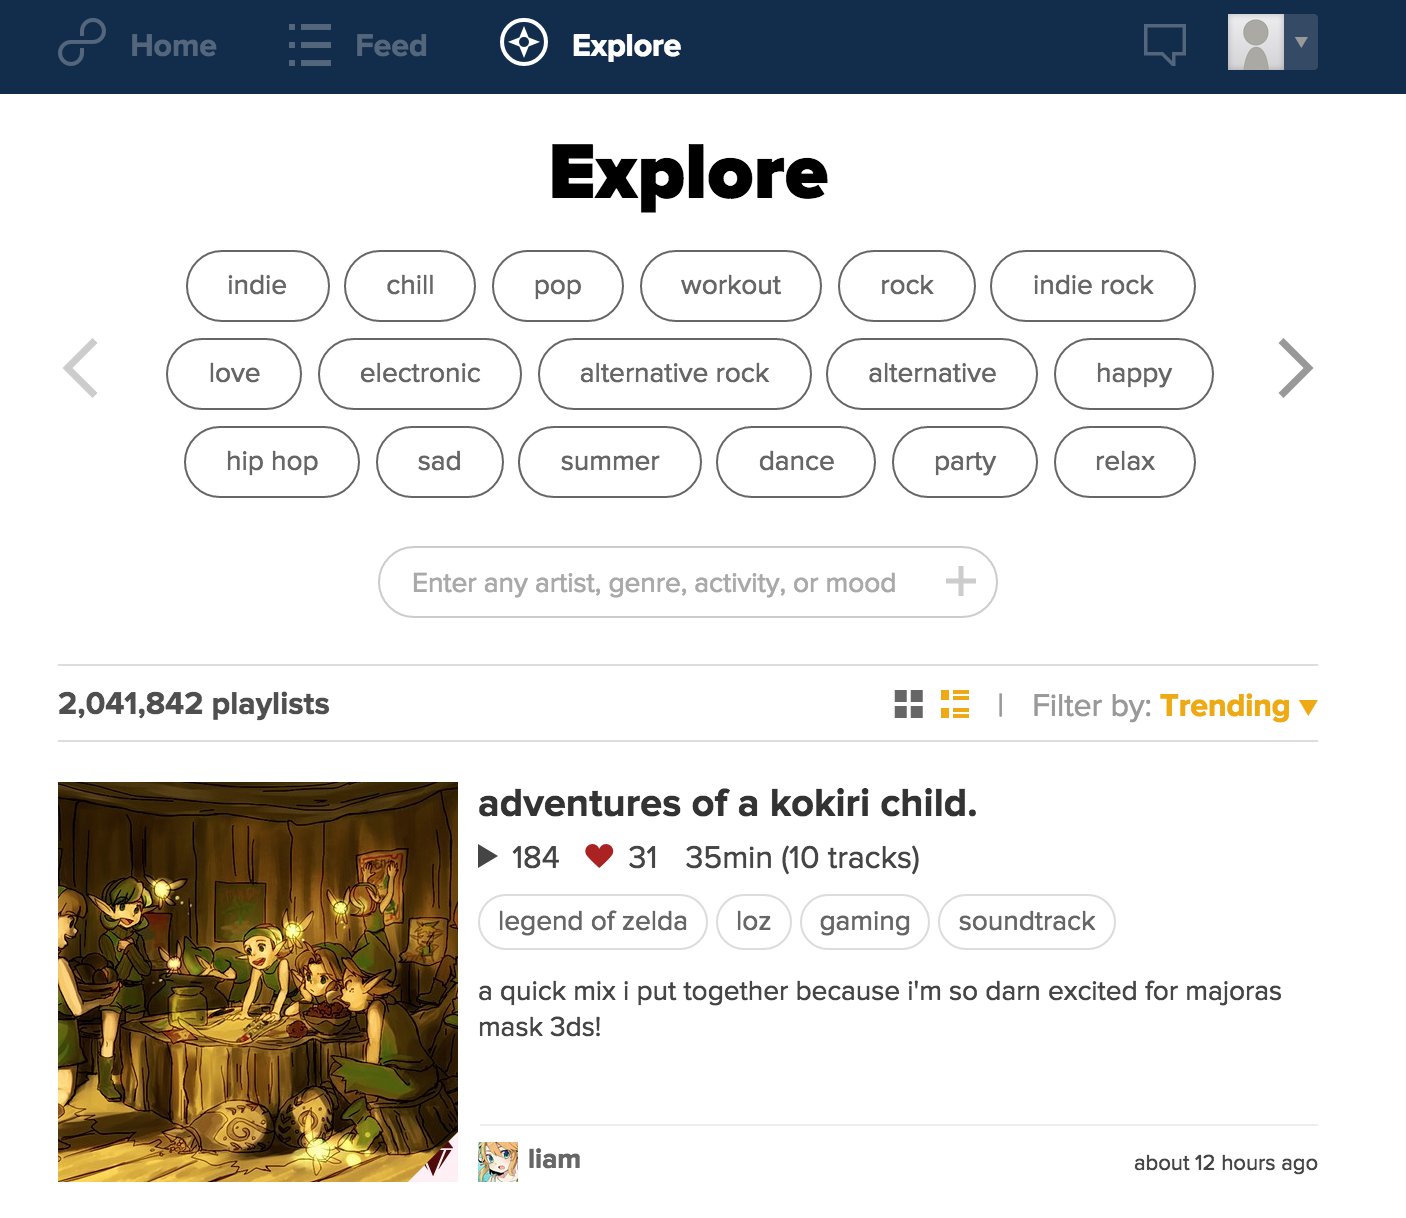 Home Feed Explore
Explore
indie chill pop workout rock indie rock
love electronic alternative rock alternative happy
hip hop sad summer dance party relax
Enter any artist, genre, activity, or mood
2,041,842 playlists | Filter by: Trending
adventures of a kokiri child.
184 31 35min (10 tracks)
legend of zelda loz gaming soundtrack
a quick mix i put together because i'm so darn excited for majoras
mask 3ds!
liam about 12 hours ago